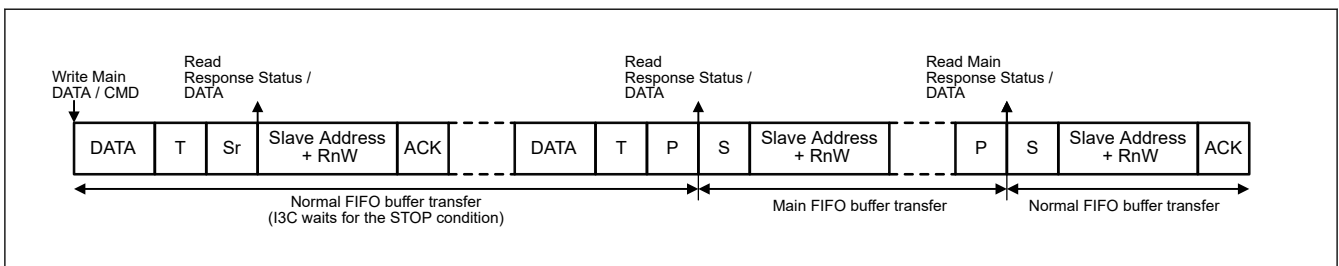 Write Main
DATA / CMD
Read
Response Status /
DATA
Read
Response Status /
DATA
Read Main
Response Status /
DATA
DATA
T
Sr
Slave Address
+ RnW
ACK
DATA
T
P
S
Slave Address
+ RnW
P
S
Slave Address
+ RnW
ACK
Normal FIFO buffer transfer
(I3C waits for the STOP condition)
Main FIFO buffer transfer
Normal FIFO buffer transfer